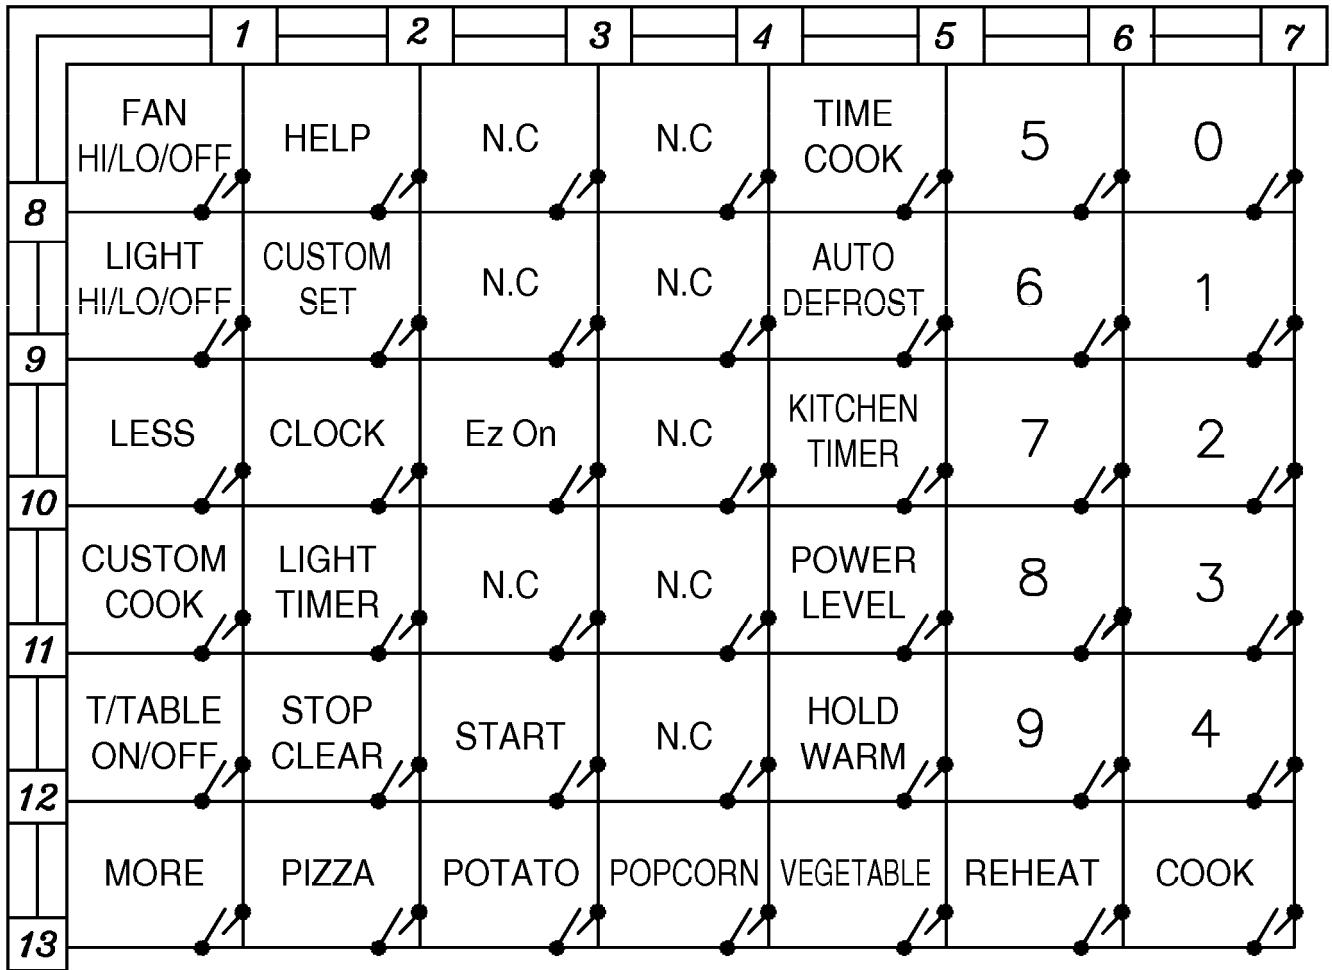 1 2 3 4 5 6 7
FAN
HI/LO/OFF
HELP
N.C
N.C
TIME
COOK
5
0
8
LIGHT
HI/LO/OFF
CUSTOM
SET
N.C
N.C
AUTO
DEFROST
6
1
9
LESS
CLOCK
Ez On
N.C
KITCHEN
TIMER
7
2
10
CUSTOM
COOK
LIGHT
TIMER
N.C
N.C
POWER
LEVEL
8
3
11
T/TABLE
ON/OFF
STOP
CLEAR
START
N.C
HOLD
WARM
9
4
12
MORE
PIZZA
POTATO
POPCORN
VEGETABLE
REHEAT
COOK
13